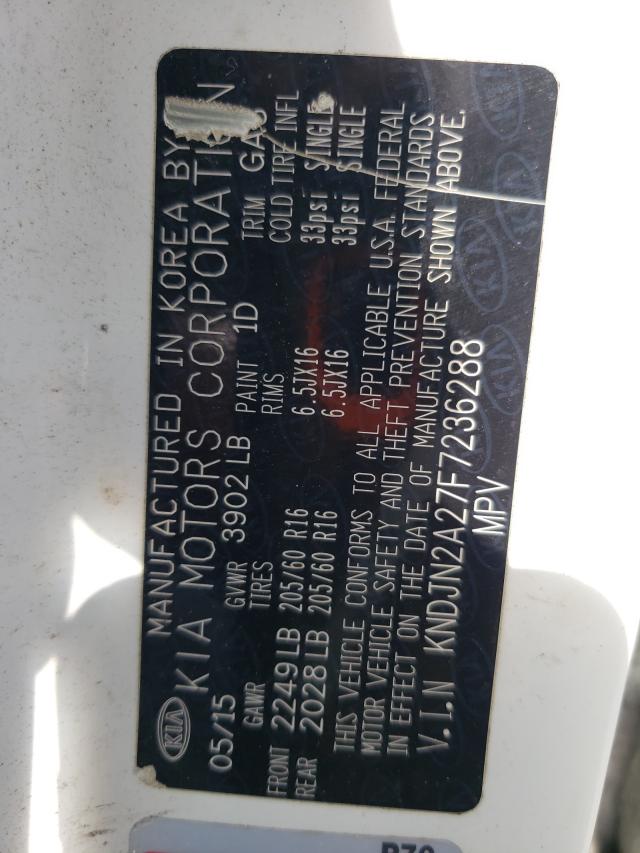 KIA
MANUFACTURED IN KOREA BY
KIA MOTORS CORPORATION
05/15 GVWR 3902LB PAINT 1D TRIM GAS
GAWR TIRES RIMS COLD TIRE INFL
FRONT 2249LB 205/60 R16 6.5JX16 33psi SINGLE
REAR 2028LB 205/60 R16 6.5JX16 33psi SINGLE
THIS VEHICLE CONFORMS TO ALL APPLICABLE U.S.A. FEDERAL
MOTOR VEHICLE SAFETY AND THEFT PREVENTION STANDARDS
IN EFFECT ON THE DATE OF MANUFACTURE SHOWN ABOVE.
V.I.N KNDJN2A27F7236288
MPV